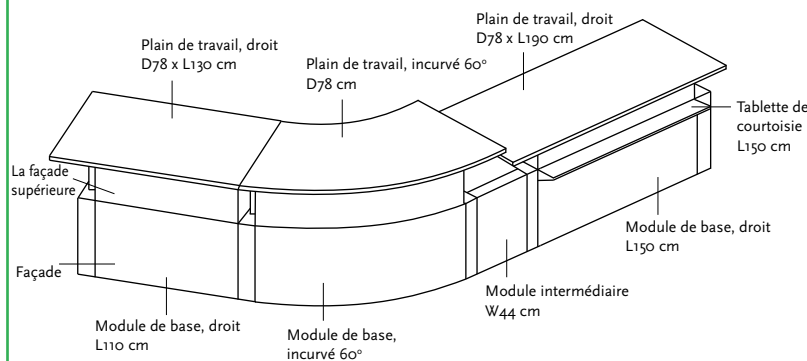 Plain de travail, droit
D78 x L190 cm
Plain de travail, droit
D78 x L130 cm
Plain de travail, incurvé 60°
D78 cm
Tablette de
courtoisie
L150 cm
La façade
supérieure
Module de base, droit
L150 cm
Façade
Module intermédiaire
W44 cm
Module de base, droit
L110 cm
Module de base,
incurvé 60°